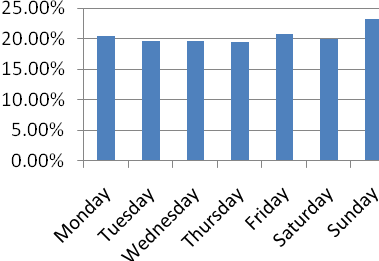 25.00%
20.00%
15.00%
10.00%
5.00%
0.00%
Monday
Tuesday
Wednesday
Thursday
Friday
Saturday
Sunday